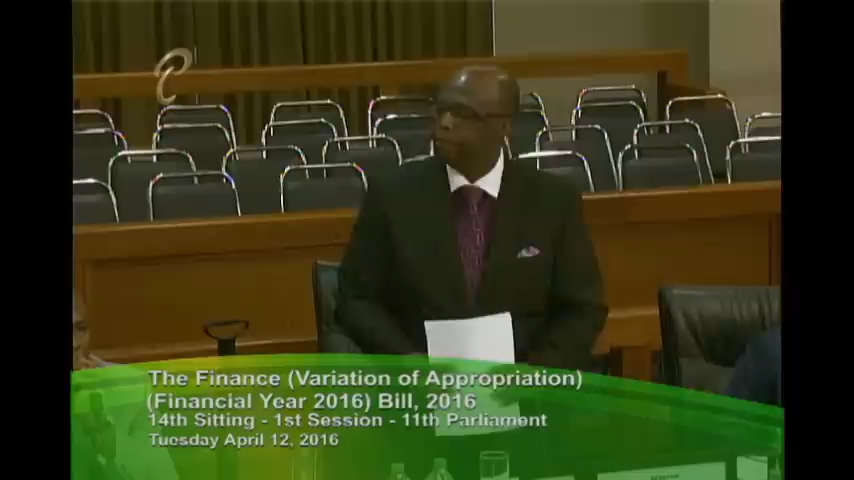 The Finance (Variation of Appropriation)
(Financial Year 2016) Bill, 2016
14th Sitting - 1st Session - 11th Parliament
Tuesday April 12, 2016